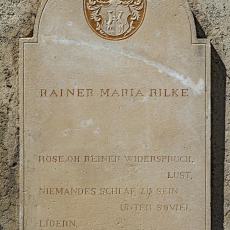 RAINER MARIA RILKE
ROSE, OH REINER WIDERSPRUCH,
LUST,
NIEMANDES SCHLAF ZU SEIN
UNTER SOVIEL
LIDERN.